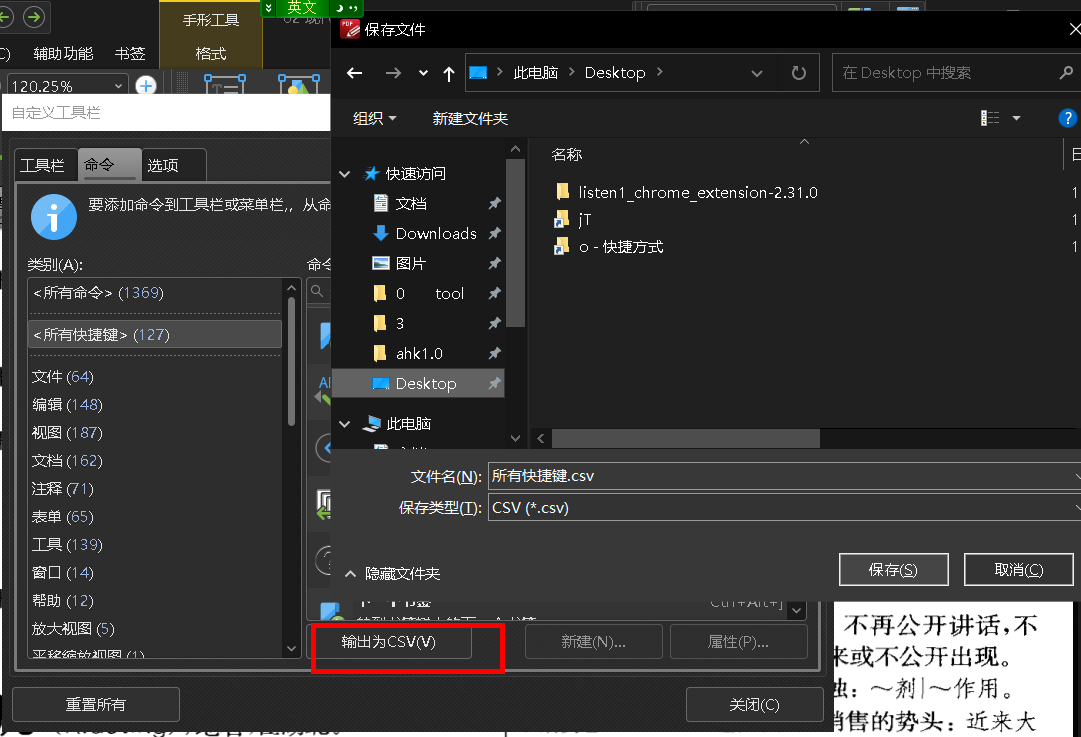 英文
手形工具
保存文件
辅助功能
书签
格式
120.25%
此电脑
Desktop
在 Desktop 中搜索
自定义工具栏
组织
新建文件夹
工具栏
命令
选项
名称
快速访问
要添加命令到工具栏或菜单栏,, 从命
文档
listen1_chrome_extension-2.31.0
jT
Downloads
o - 快捷方式
类别(A):
命令
图片
<所有命令> (1369)
0 tool
<所有快捷键> (127)
3
ahk1.0
文件 (64)
Desktop
编辑 (148)
视图 (187)
此电脑
文档 (162)
文件名(N):
所有快捷键.csv
注释 (71)
保存类型(T):
CSV (*.csv)
表单 (65)
工具 (139)
窗口 (14)
隐藏文件夹
保存(S)
取消(C)
帮助 (12)
Ctrl+Alt+]
放大视图 (5)
不再公开讲话,不
输出为CSV(V)
新建(N)...
属性(P)...
平移缩放视图 (1)
来或不公开出现。
:～剂|～作用。
重置所有
关闭(C)
销售的势头:近来大